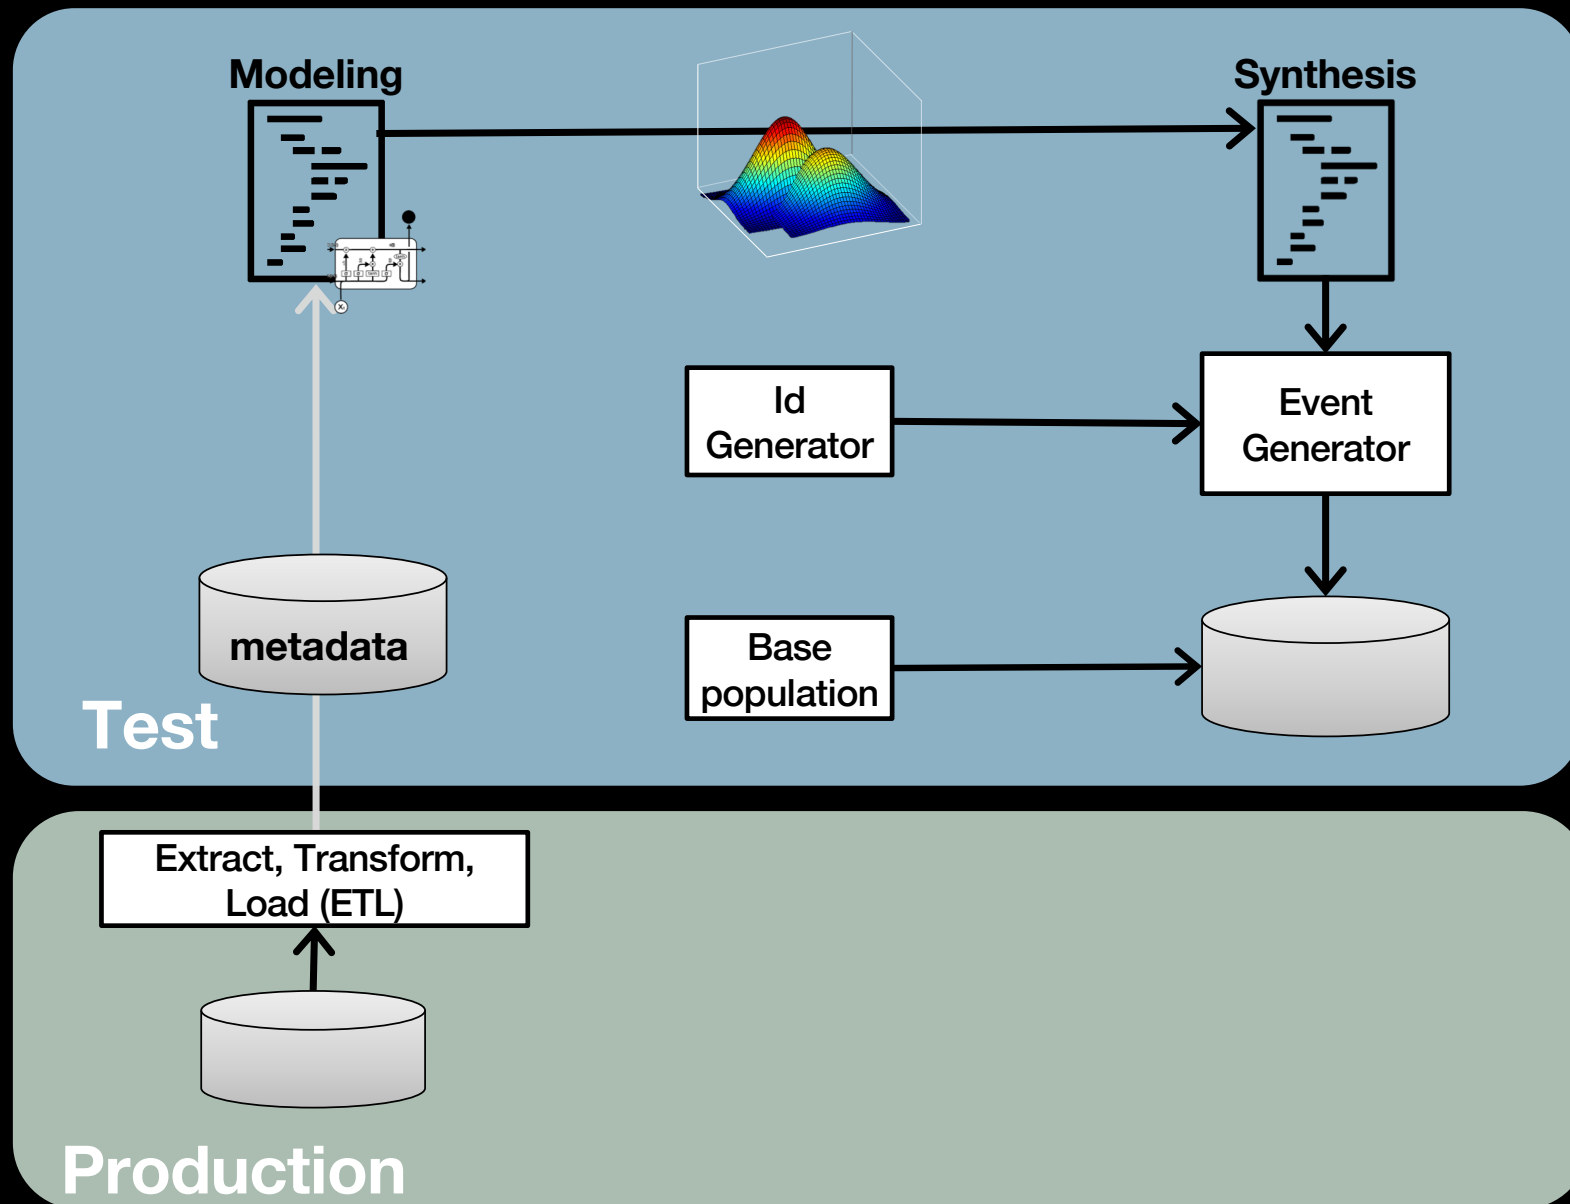 Modeling
Synthesis
Id
Generator
Event
Generator
metadata
Base
population
Test
Extract, Transform,
Load (ETL)
Production